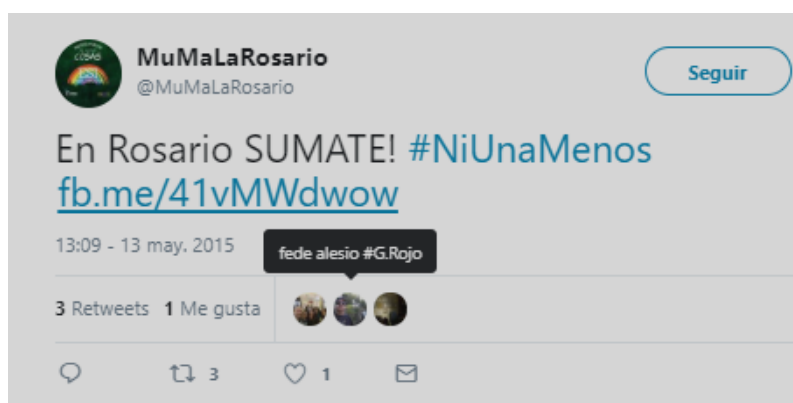 MuMaLaRosario
@MuMaLaRosario
Seguir
En Rosario SUMATE! #NiUnaMenos
fb.me/41vMWdwow
13:09 - 13 may. 2015
fede alesio #G.Rojo
3 Retweets 1 Me gusta
3 1